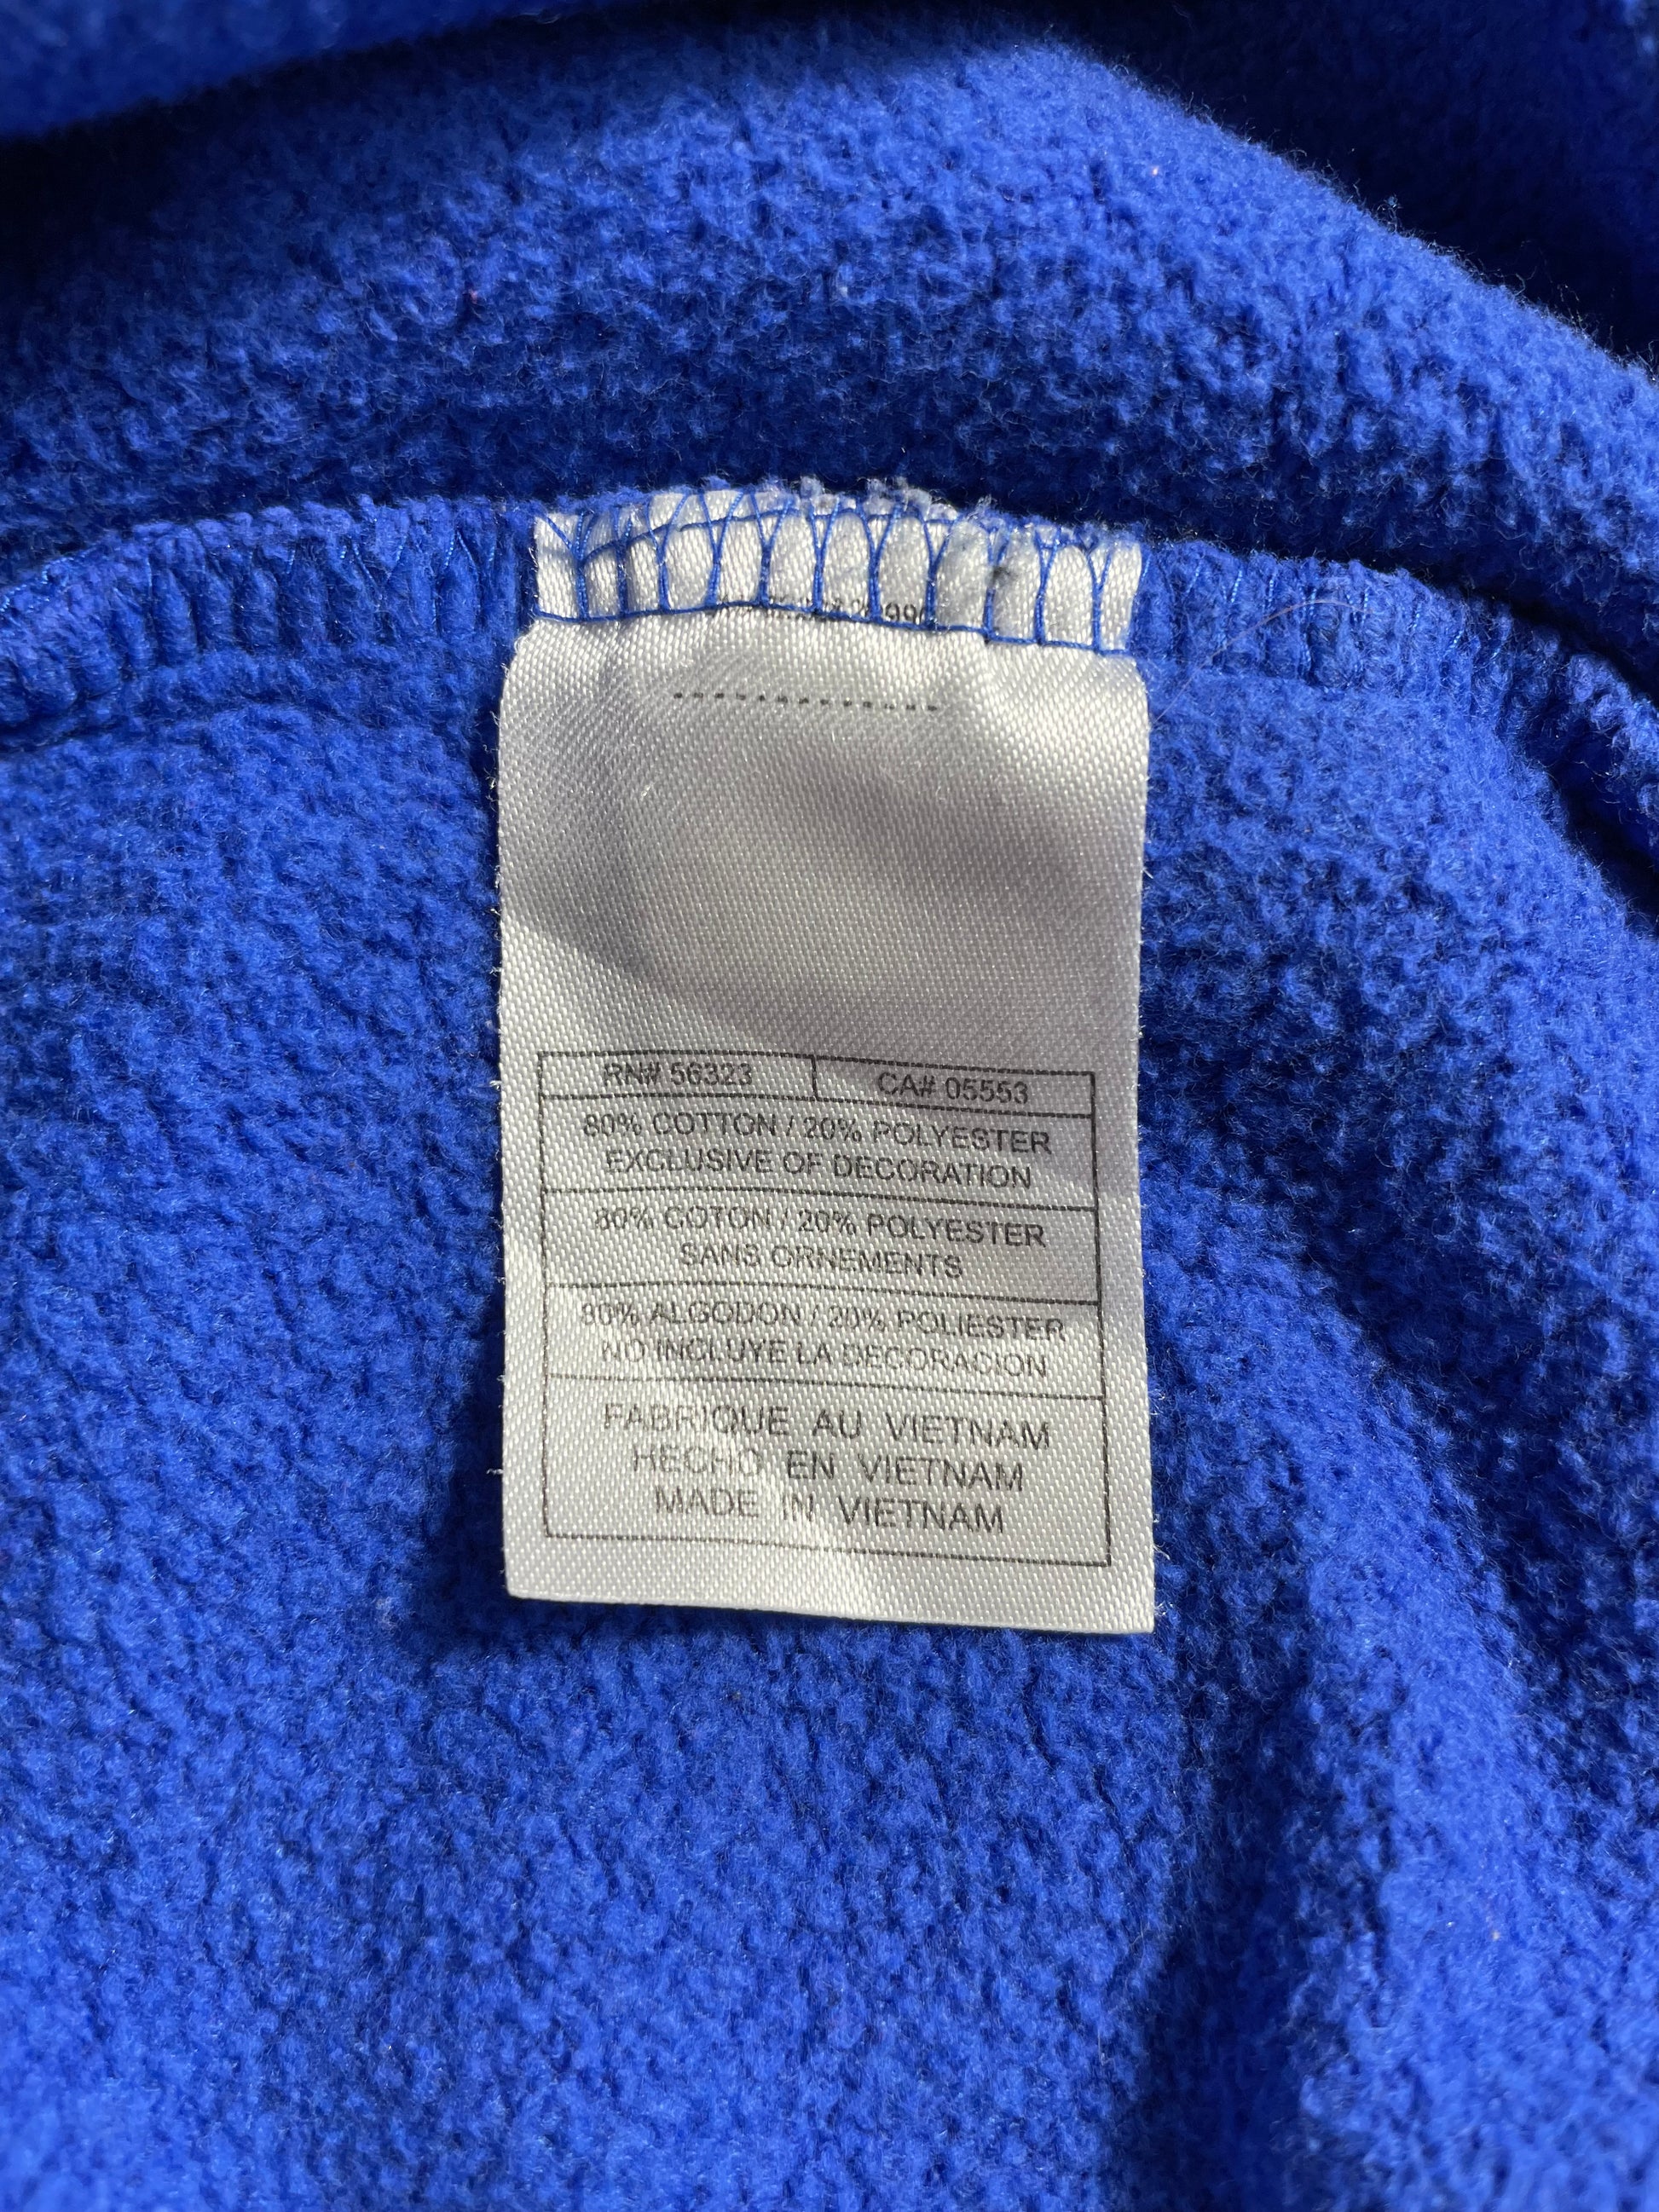 RN# 56323 CA# 05553
80% COTTON / 20% POLYESTER
EXCLUSIVE OF DECORATION
80% COTON / 20% POLYESTER
SANS ORNEMENTS
80% ALGODON / 20% POLIESTER
NO INCLUYE LA DECORACION
FABRIQUE AU VIETNAM
HECHO EN VIETNAM
MADE IN VIETNAM